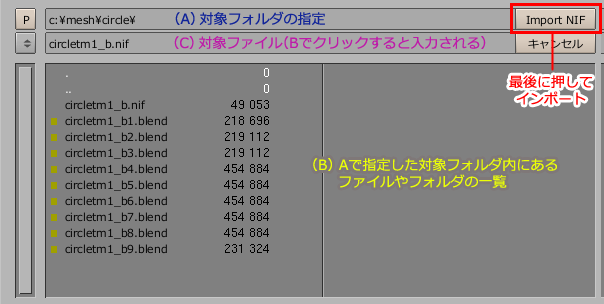 P c:¥mesh¥circle¥ (A) 対象フォルダの指定 Import NIF
circletm1_b.nif (C) 対象ファイル(Bでクリックすると入力される) キャンセル
最後に押して
インポート
. 0
.. 0
circletm1_b.nif 49 053
circletm1_b1.blend 218 696
circletm1_b2.blend 219 112
circletm1_b3.blend 219 112
circletm1_b4.blend 454 884
circletm1_b5.blend 454 884
circletm1_b6.blend 454 884
circletm1_b7.blend 454 884
circletm1_b8.blend 454 884
circletm1_b9.blend 231 324
(B) Aで指定した対象フォルダ内にある
ファイルやフォルダの一覧